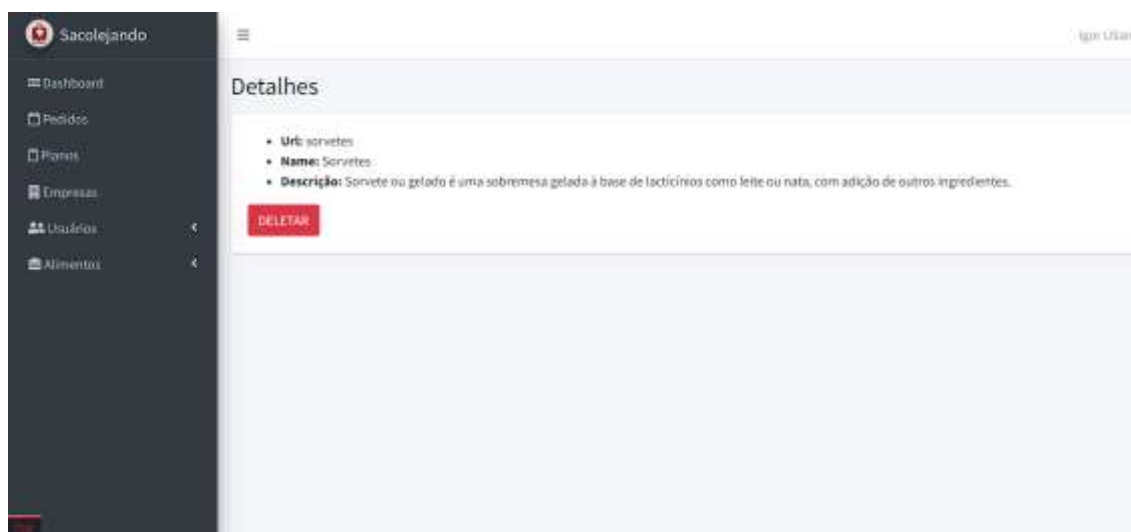 Sacolejando
Dashboard
Pedidos
Planos
Empresas
Usuários
Alimentos
Detalhes
Url: sorvetes
Name: Sorvetes
Descrição: Sorvete ou gelado é uma sobremesa gelada à base de lacticínios como leite ou nata, com adição de outros ingredientes.
DELETAR